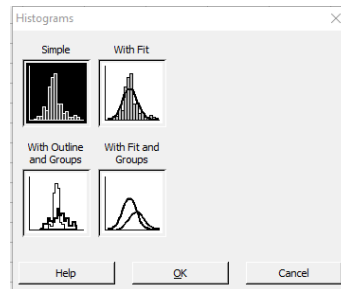 Histograms
Simple
With Fit
With Outline
and Groups
With Fit and
Groups
Help
OK
Cancel